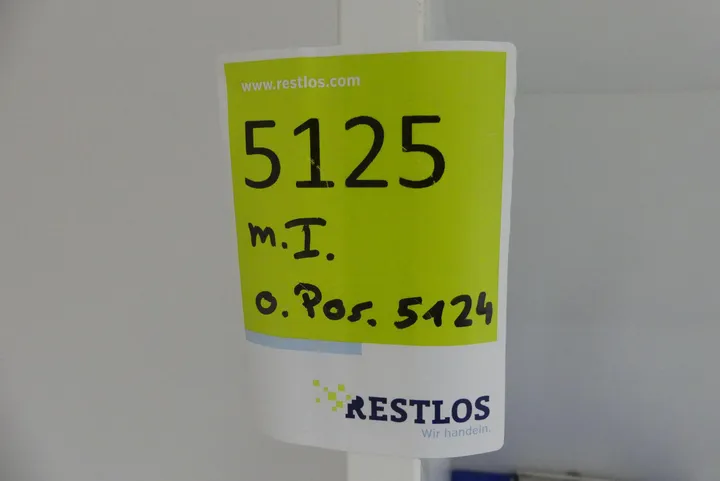 www.restlos.com
5125
m. I.
o. Pos. 5124
RESTLOS
Wir handeln.